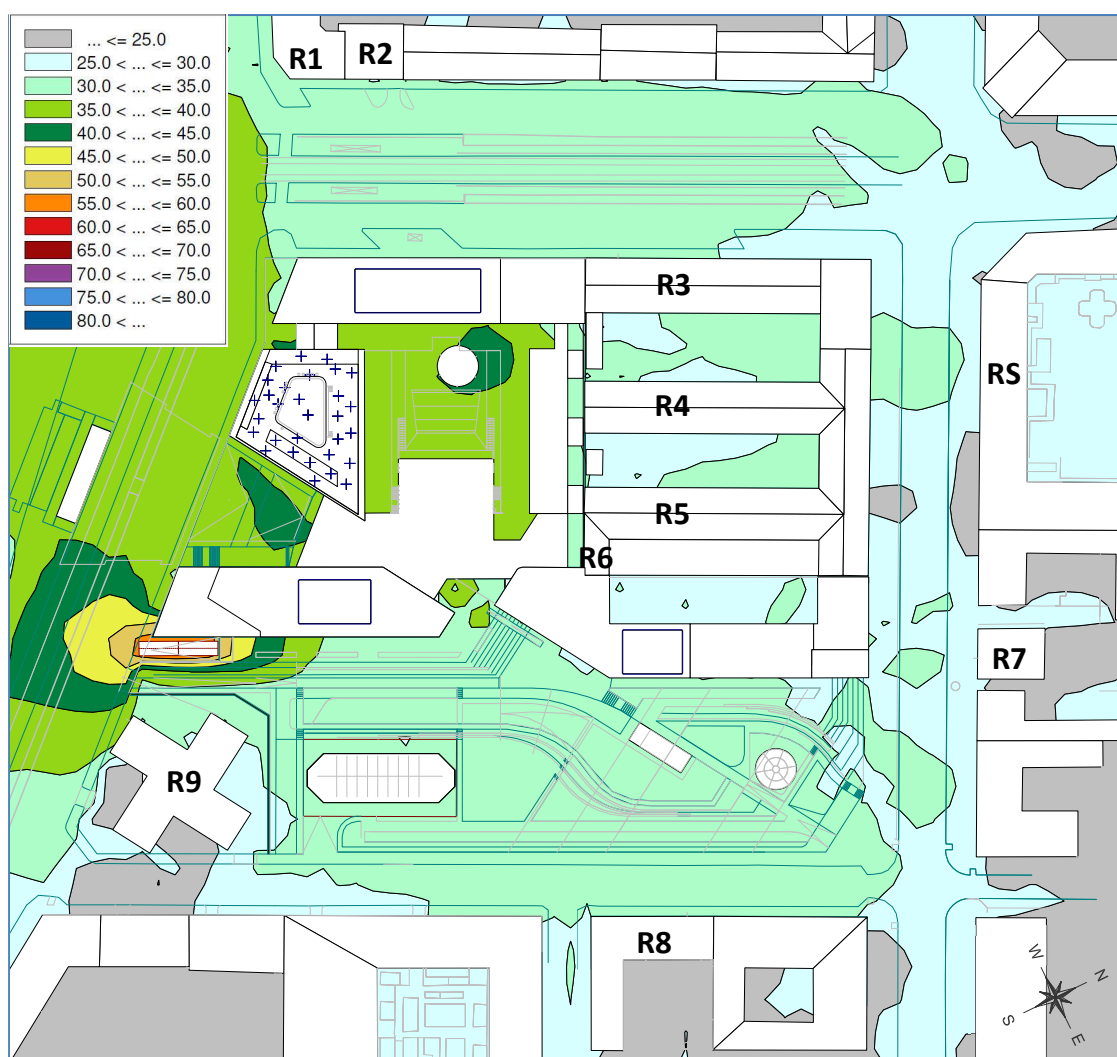 ... <= 25.0
25.0 < ... <= 30.0
30.0 < ... <= 35.0
35.0 < ... <= 40.0
40.0 < ... <= 45.0
45.0 < ... <= 50.0
50.0 < ... <= 55.0
55.0 < ... <= 60.0
60.0 < ... <= 65.0
65.0 < ... <= 70.0
70.0 < ... <= 75.0
75.0 < ... <= 80.0
80.0 < ...
R1
R2
R3
R4
RS
R5
R6
R7
R9
R8
W
N
S
E